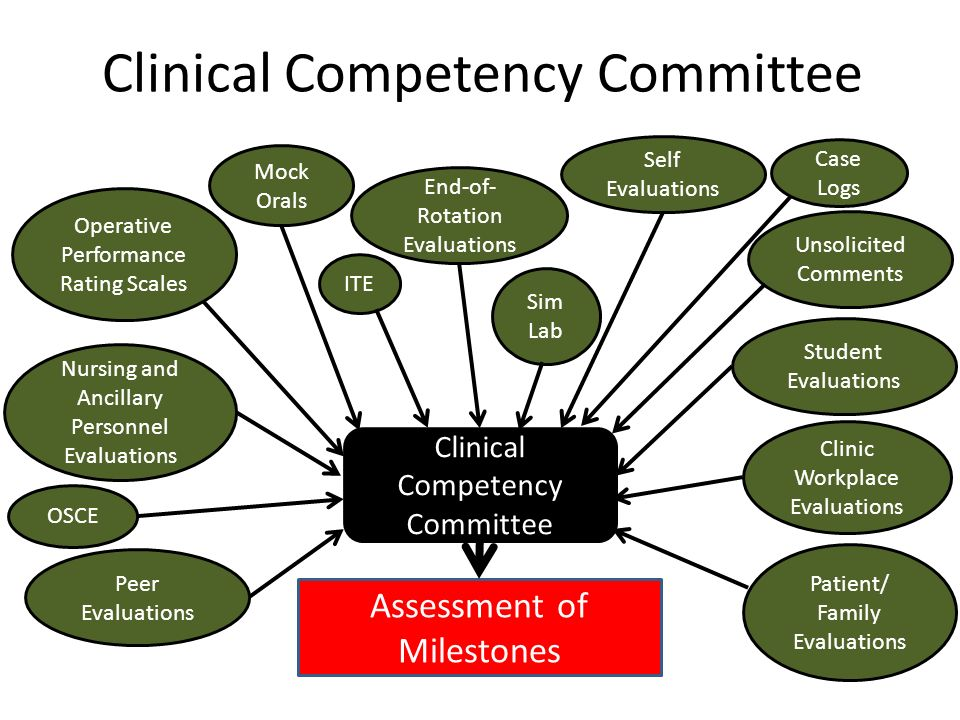 Clinical Competency Committee
Mock
Orals
Self
Evaluations
Case
Logs
End-of-
Rotation
Evaluations
Operative
Performance
Rating Scales
Unsolicited
Comments
ITE
Sim
Lab
Student
Evaluations
Nursing and
Ancillary
Personnel
Evaluations
Clinical
Competency
Committee
Clinic
Workplace
Evaluations
OSCE
Peer
Evaluations
Patient/
Family
Evaluations
Assessment of
Milestones